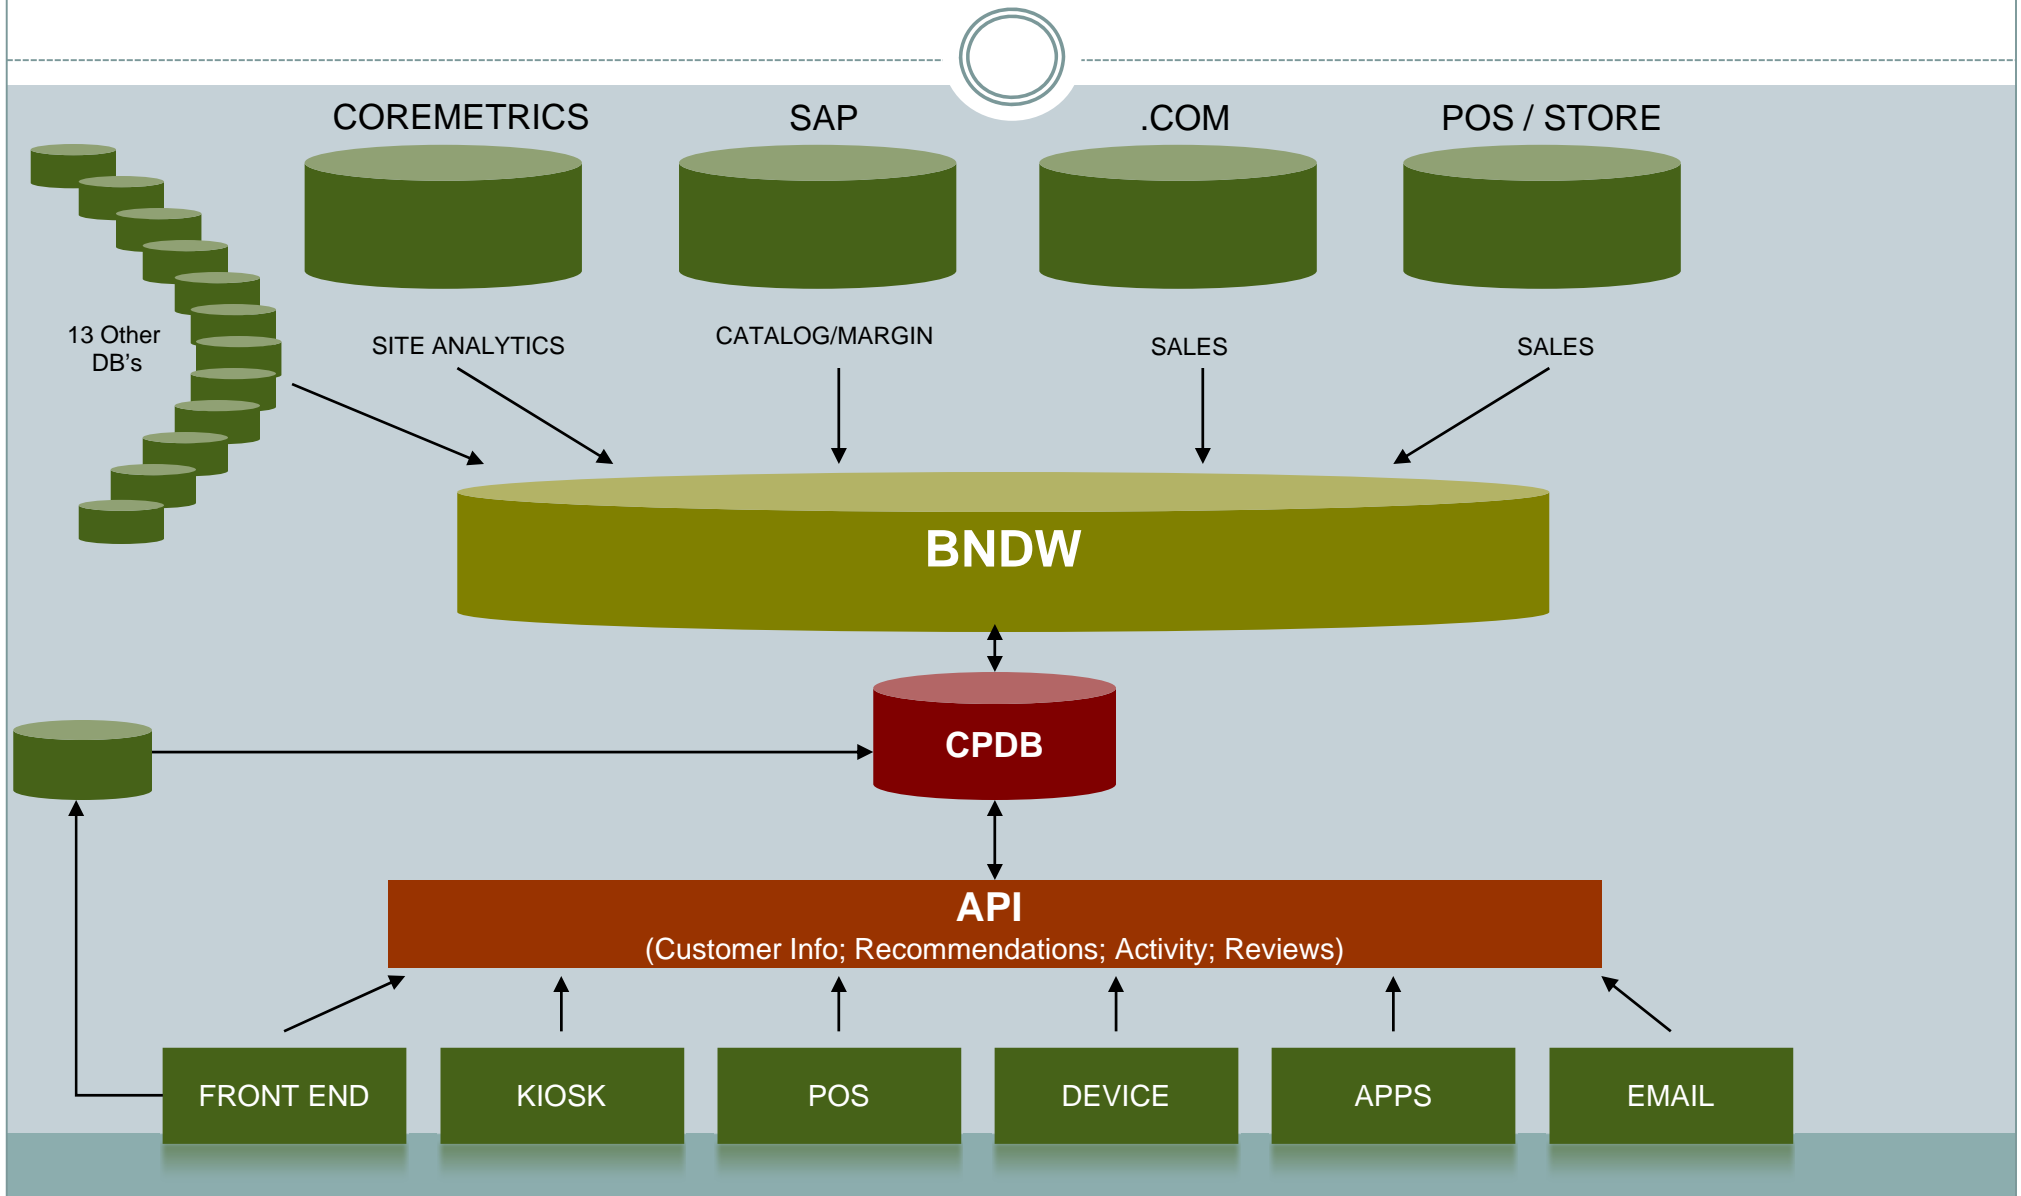 COREMETRICS
SAP
.COM
POS / STORE
13 Other
DB’s
SITE ANALYTICS
CATALOG/MARGIN
SALES
SALES
BNDW
CPDB
API
(Customer Info; Recommendations; Activity; Reviews)
FRONT END
KIOSK
POS
DEVICE
APPS
EMAIL